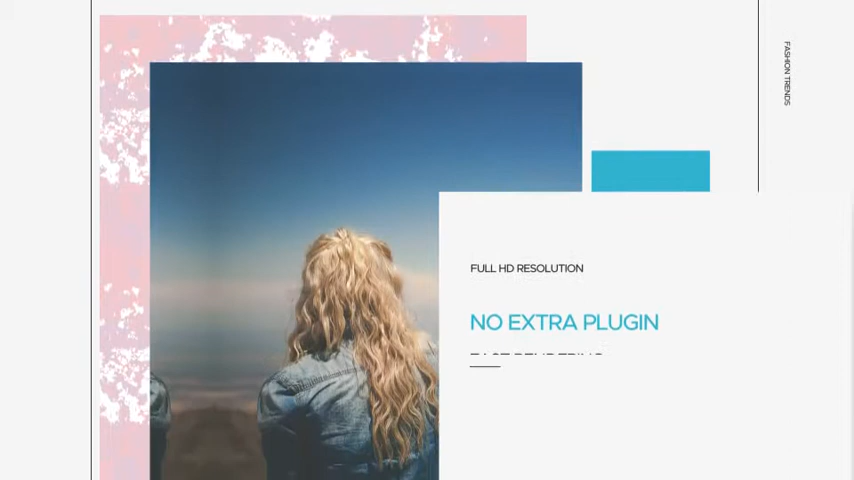 FASHION TRENDS
FULL HD RESOLUTION
NO EXTRA PLUGIN